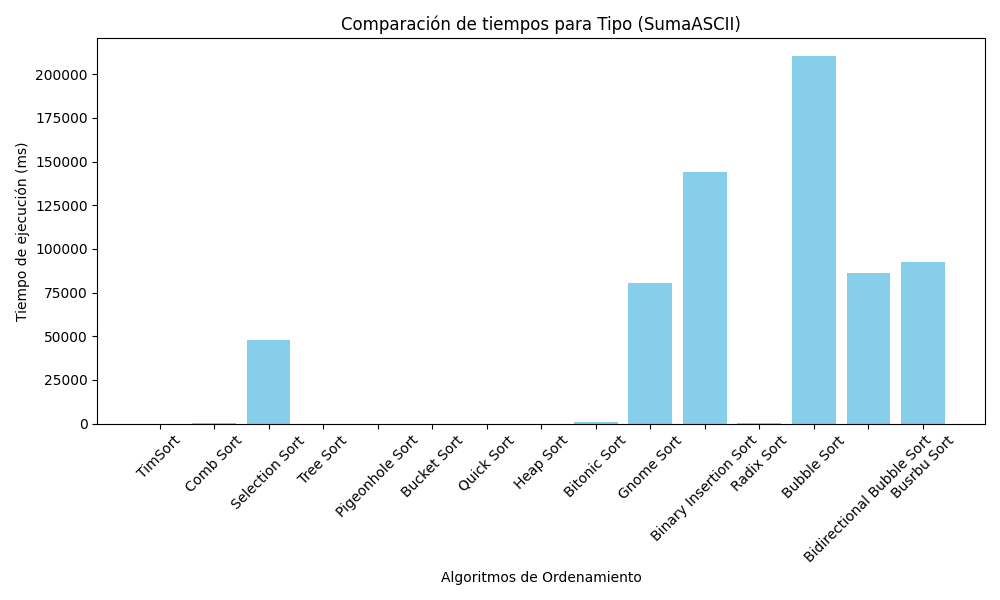 Comparación de tiempos para Tipo (SumaASCII)
Tiempo de ejecución (ms)
200000
175000
150000
125000
100000
75000
50000
25000
0
TimSort
Comb Sort
Selection Sort
Tree Sort
Pigeonhole Sort
Bucket Sort
Quick Sort
Heap Sort
Bitonic Sort
Gnome Sort
Binary Insertion Sort
Radix Sort
Bubble Sort
Bidirectional Bubble Sort
Busrbu Sort
Algoritmos de Ordenamiento